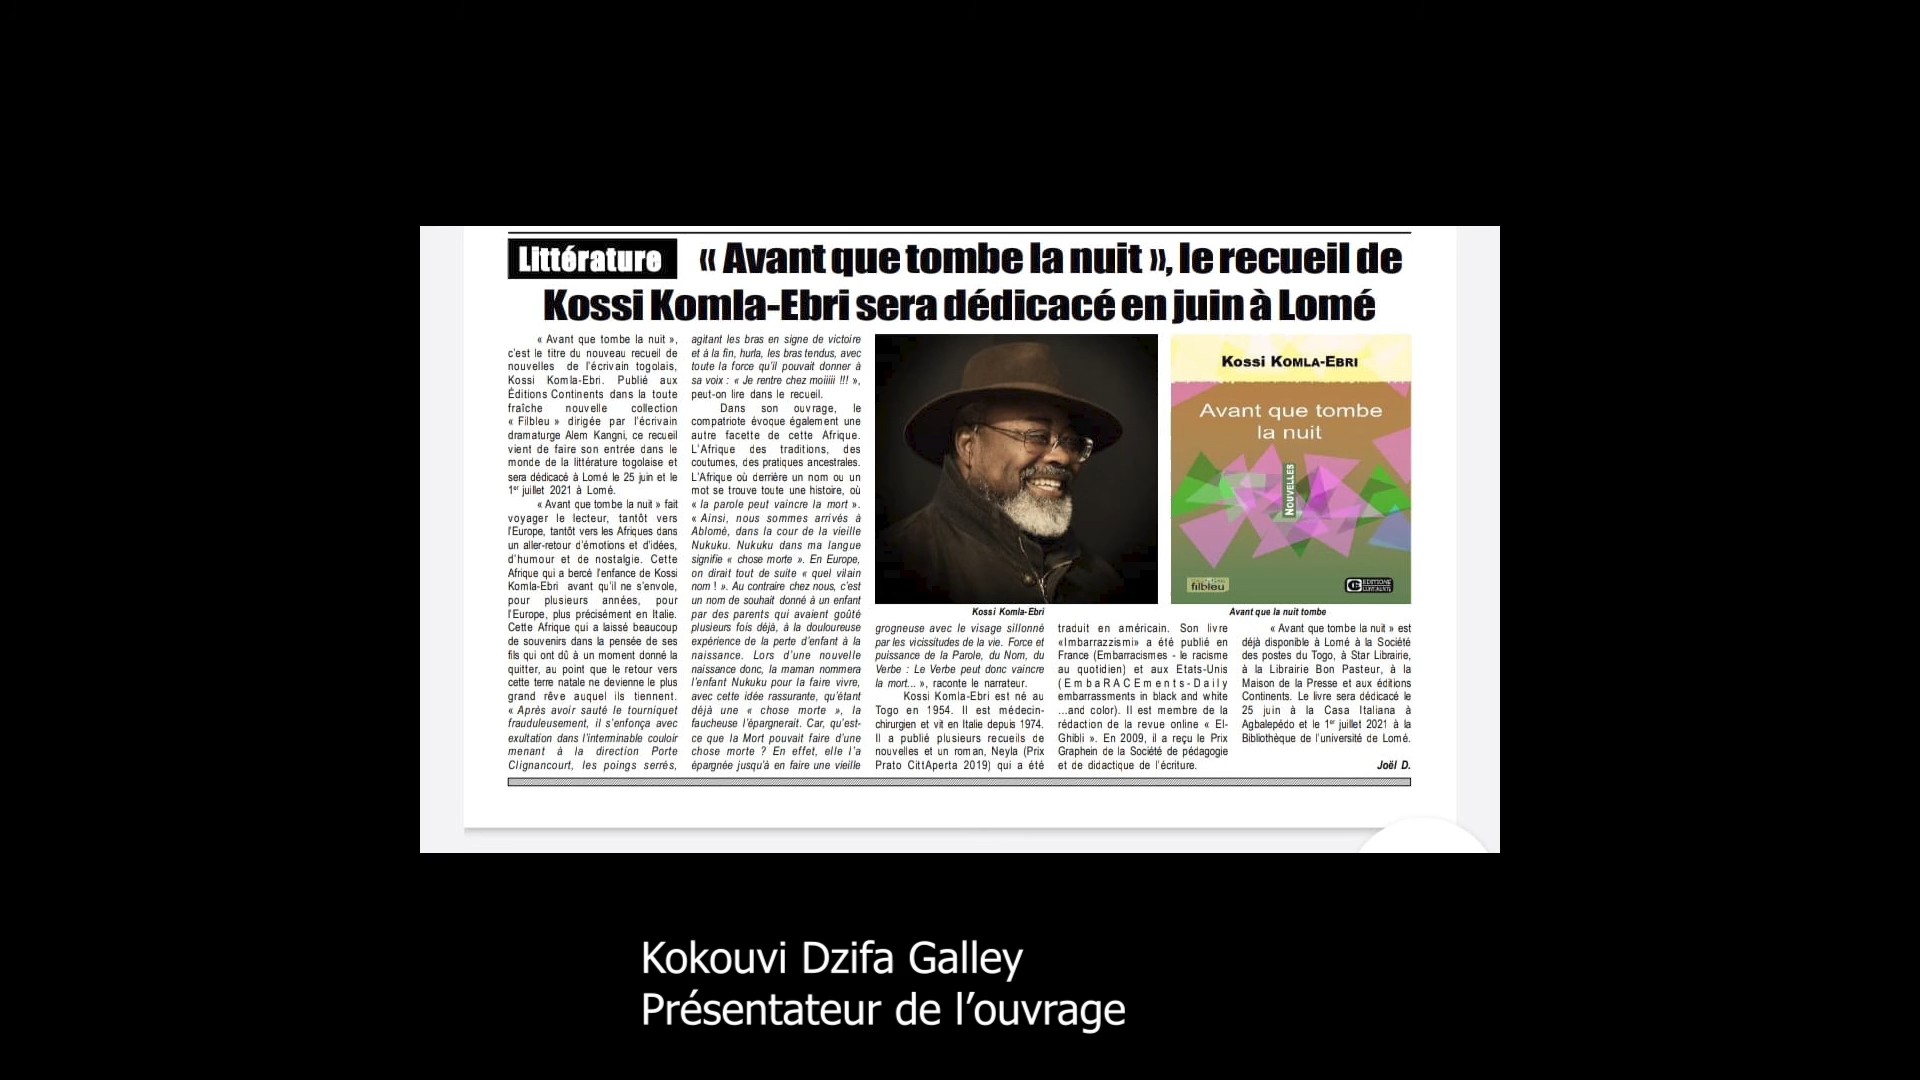 Littérature « Avant que tombe la nuit », le recueil de
Kossi Komla-Ebri sera dédicacé en juin à Lomé
« Avant que tombe la nuit »,
c'est le titre du nouveau recueil de
nouvelles de l'écrivain togolais,
Kossi Komla-Ebri. Publié aux
Éditions Continents dans la toute
fraîche nouvelle collection
« Filbleu » dirigée par l'écrivain
dramaturge Alem Kangni, ce recueil
vient de faire son entrée dans le
monde de la littérature togolaise et
sera dédicacé à Lomé le 25 juin et le
1er juillet 2021 à Lomé.
« Avant que tombe la nuit » fait
voyager le lecteur, tantôt vers
l'Europe, tantôt vers les Afriques dans
un aller-retour d'émotions et d'idées,
d'humour et de nostalgie. Cette
Afrique qui a bercé l'enfance de Kossi
Komla-Ebri avant qu'il ne s'envole,
pour plusieurs années, pour
l'Europe, plus précisément en Italie.
Cette Afrique qui a laissé beaucoup
de souvenirs dans la pensée de ses
fils qui ont dû à un moment donné la
quitter, au point que le retour vers
cette terre natale ne devienne le plus
grand rêve auquel ils tiennent.
« Après avoir sauté le tourniquet
frauduleusement, il s'enfonça avec
exultation dans l'interminable couloir
menant à la direction Porte
Clignancourt, les poings serrés,
agitant les bras en signe de victoire
et à la fin, hurla, les bras tendus, avec
toute la force qu'il pouvait donner à
sa voix : « Je rentre chez moiiiii !!! »,
peut-on lire dans le recueil.
Dans son ouvrage, le
compatriote évoque également une
autre facette de cette Afrique.
L'Afrique des traditions, des
coutumes, des pratiques ancestrales.
L'Afrique où derrière un nom ou un
mot se trouve toute une histoire, où
« la parole peut vaincre la mort ».
« Ainsi, nous sommes arrivés à
Ablomé, dans la cour de la vieille
Nukuku. Nukuku dans ma langue
signifie « chose morte ». En Europe,
on dirait tout de suite « quel vilain
nom ! ». Au contraire chez nous, c'est
un nom de souhait donné à un enfant
par des parents qui avaient goûté
plusieurs fois déjà, à la douloureuse
expérience de la perte d'enfant à la
naissance. Lors d'une nouvelle
naissance donc, la maman nommera
l'enfant Nukuku pour la faire vivre,
avec cette idée rassurante, qu'étant
déjà une « chose morte », la
faucheuse l'épargnerait. Car, qu'est-
ce que la Mort pouvait faire d'une
chose morte ? En effet, elle l'a
épargnée jusqu'à en faire une vieille
Kossi KOMLA-EBRI
Avant que tombe
la nuit
NOUVELLES
filbleu
EDITIONS
CONTINENTS
Kossi Komla-Ebri
Avant que la nuit tombe
grogneuse avec le visage sillonné
par les vicissitudes de la vie. Force et
puissance de la Parole, du Nom, du
Verbe : Le Verbe peut donc vaincre
la mort... », raconte le narrateur.
Kossi Komla-Ebri est né au
Togo en 1954. Il est médecin-
chirurgien et vit en Italie depuis 1974.
Il a publié plusieurs recueils de
nouvelles et un roman, Neyla (Prix
Prato CittAperta 2019) qui a été
traduit en américain. Son livre
«Imbarrazzismi» a été publié en
France (Embarracismes - le racisme
au quotidien) et aux Etats-Unis
(EmbaRACEments-Daily
embarrassments in black and white
...and color). Il est membre de la
rédaction de la revue online « El-
Ghibli ». En 2009, il a reçu le Prix
Graphein de la Société de pédagogie
et de didactique de l'écriture.
« Avant que tombe la nuit » est
déjà disponible à Lomé à la Société
des postes du Togo, à Star Librairie,
à la Librairie Bon Pasteur, à la
Maison de la Presse et aux éditions
Continents. Le livre sera dédicacé le
25 juin à la Casa Italiana à
Agbalepédo et le 1er juillet 2021 à la
Bibliothèque de l'université de Lomé.
Joël D.
Kokouvi Dzifa Galley
Présentateur de l'ouvrage